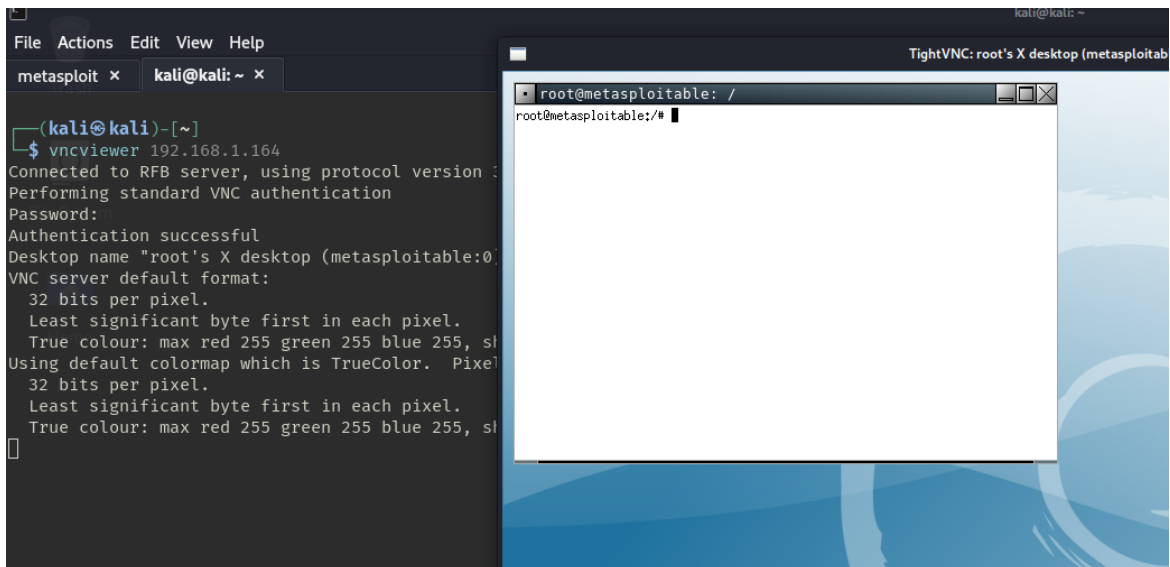 kali@kali: ~
File Actions Edit View Help
metasploit ×
kali@kali: ~ ×
TightVNC: root's X desktop (metasploitab
root@metasploitable: /
root@metasploitable:/#
(kali㉿kali)-[~]
$ vncviewer 192.168.1.164
Connected to RFB server, using protocol version 3
Performing standard VNC authentication
Password:
Authentication successful
Desktop name "root's X desktop (metasploitable:0)
VNC server default format:
32 bits per pixel.
Least significant byte first in each pixel.
True colour: max red 255 green 255 blue 255, sh
Using default colormap which is TrueColor. Pixel
32 bits per pixel.
Least significant byte first in each pixel.
True colour: max red 255 green 255 blue 255, sh